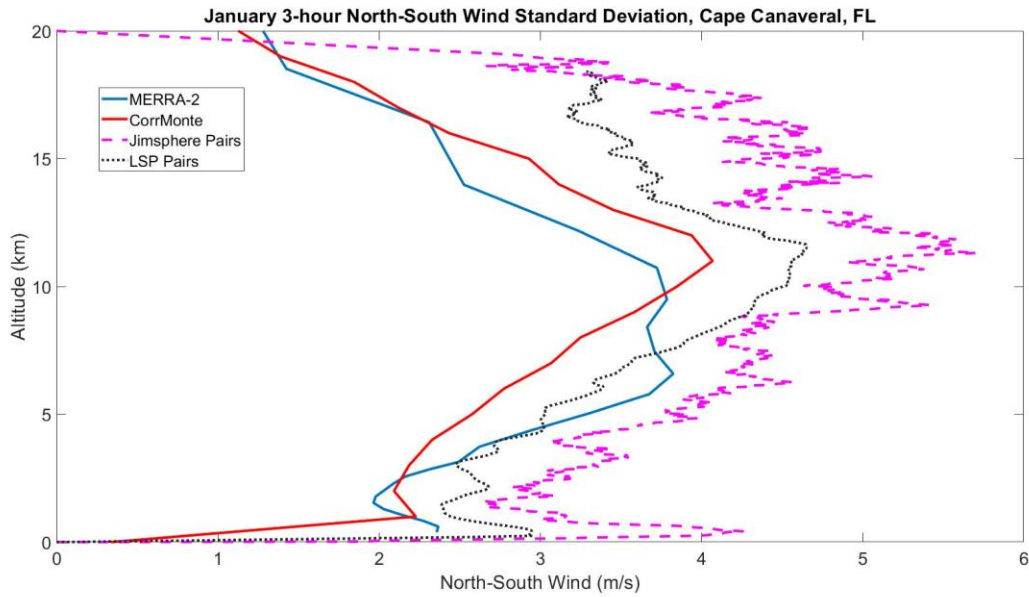 January 3-hour North-South Wind Standard Deviation, Cape Canaveral, FL
20
15
10
5
0
Altitude (km)
MERRA-2
CorrMonte
Jimsphere Pairs
LSP Pairs
0 1 2 3 4 5 6
North-South Wind (m/s)